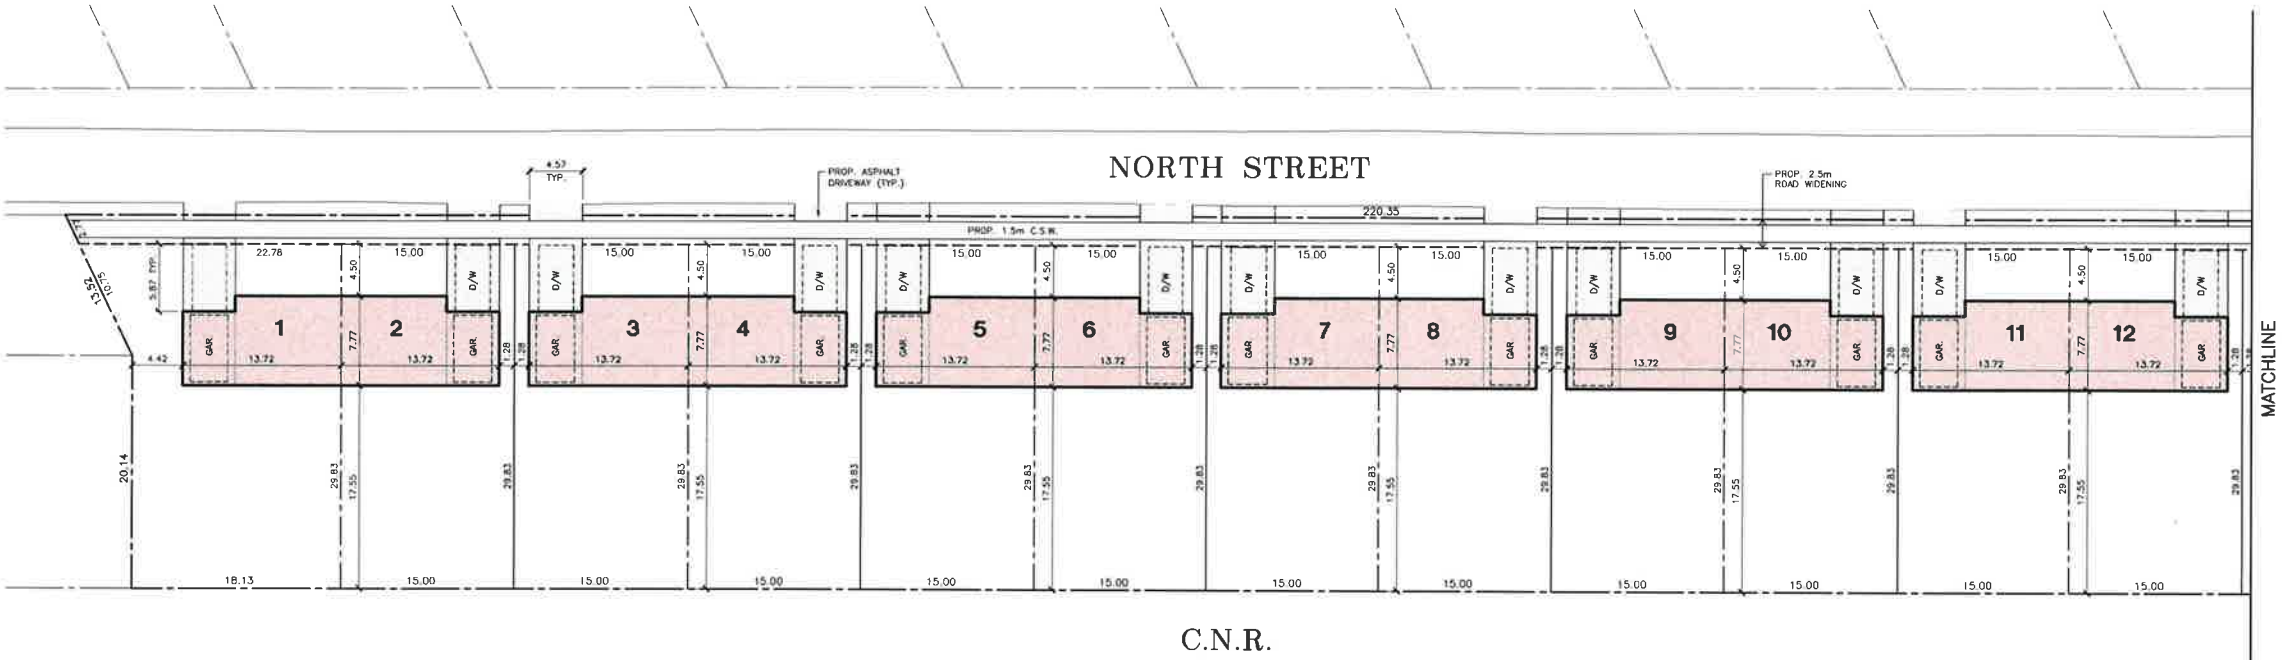 4.57
TYP.
PROP. ASPHALT
DRIVEWAY (TYP.)
NORTH STREET
PROP. 2.5m
ROAD WIDENING
220.35
PROP. 1.5m C.S.W.
22.78
15.00
15.00
15.00
15.00
15.00
15.00
15.00
15.00
15.00
15.00
15.00
15.52
10.75
5.87 TYP.
4.50
4.50
4.50
4.50
4.50
4.50
D/W
D/W
D/W
D/W
D/W
D/W
D/W
D/W
D/W
D/W
D/W
1
2
3
4
5
6
7
8
9
10
11
12
GAR.
GAR.
GAR.
GAR.
GAR.
GAR.
GAR.
GAR.
GAR.
GAR.
GAR.
GAR.
7.77
7.77
7.77
7.77
7.77
7.77
4.42
13.72
13.72
1.28
1.28
13.72
13.72
1.28
1.28
13.72
13.72
1.28
1.28
13.72
13.72
1.28
1.28
13.72
13.72
1.28
1.28
13.72
13.72
1.28
MATCHLINE
20.14
29.83
17.55
29.83
29.83
17.55
29.83
29.83
17.55
29.83
29.83
17.55
29.83
29.83
17.55
29.83
29.83
17.55
29.83
18.13
15.00
15.00
15.00
15.00
15.00
15.00
15.00
15.00
15.00
15.00
15.00
C.N.R.